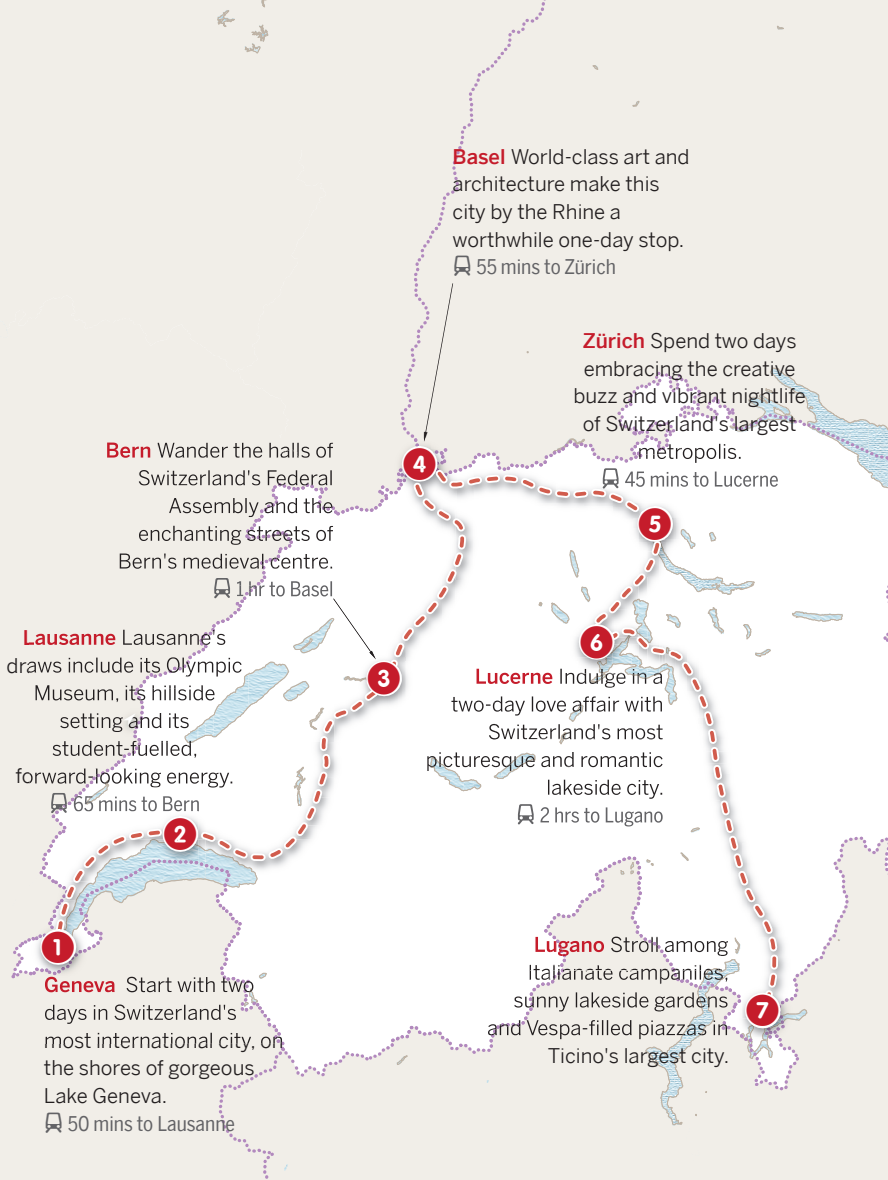 Basel World-class art and
architecture make this
city by the Rhine a
worthwhile one-day stop.
55 mins to Zürich
Zürich Spend two days
embracing the creative
buzz and vibrant nightlife
of Switzerland's largest
metropolis.
45 mins to Lucerne
Bern Wander the halls of
Switzerland's Federal
Assembly and the
enchanting streets of
Bern's medieval centre.
1 hr to Basel
4
5
Lausanne Lausanne's
draws include its Olympic
Museum, its hillside
setting and its
student-fuelled,
forward-looking energy.
65 mins to Bern
3
6
Lucerne Indulge in a
two-day love affair with
Switzerland's most
picturesque and romantic
lakeside city.
2 hrs to Lugano
2
1
Geneva Start with two
days in Switzerland's
most international city, on
the shores of gorgeous
Lake Geneva.
50 mins to Lausanne
Lugano Stroll among
Italianate campaniles,
sunny lakeside gardens
and Vespa-filled piazzas in
Ticino's largest city.
7